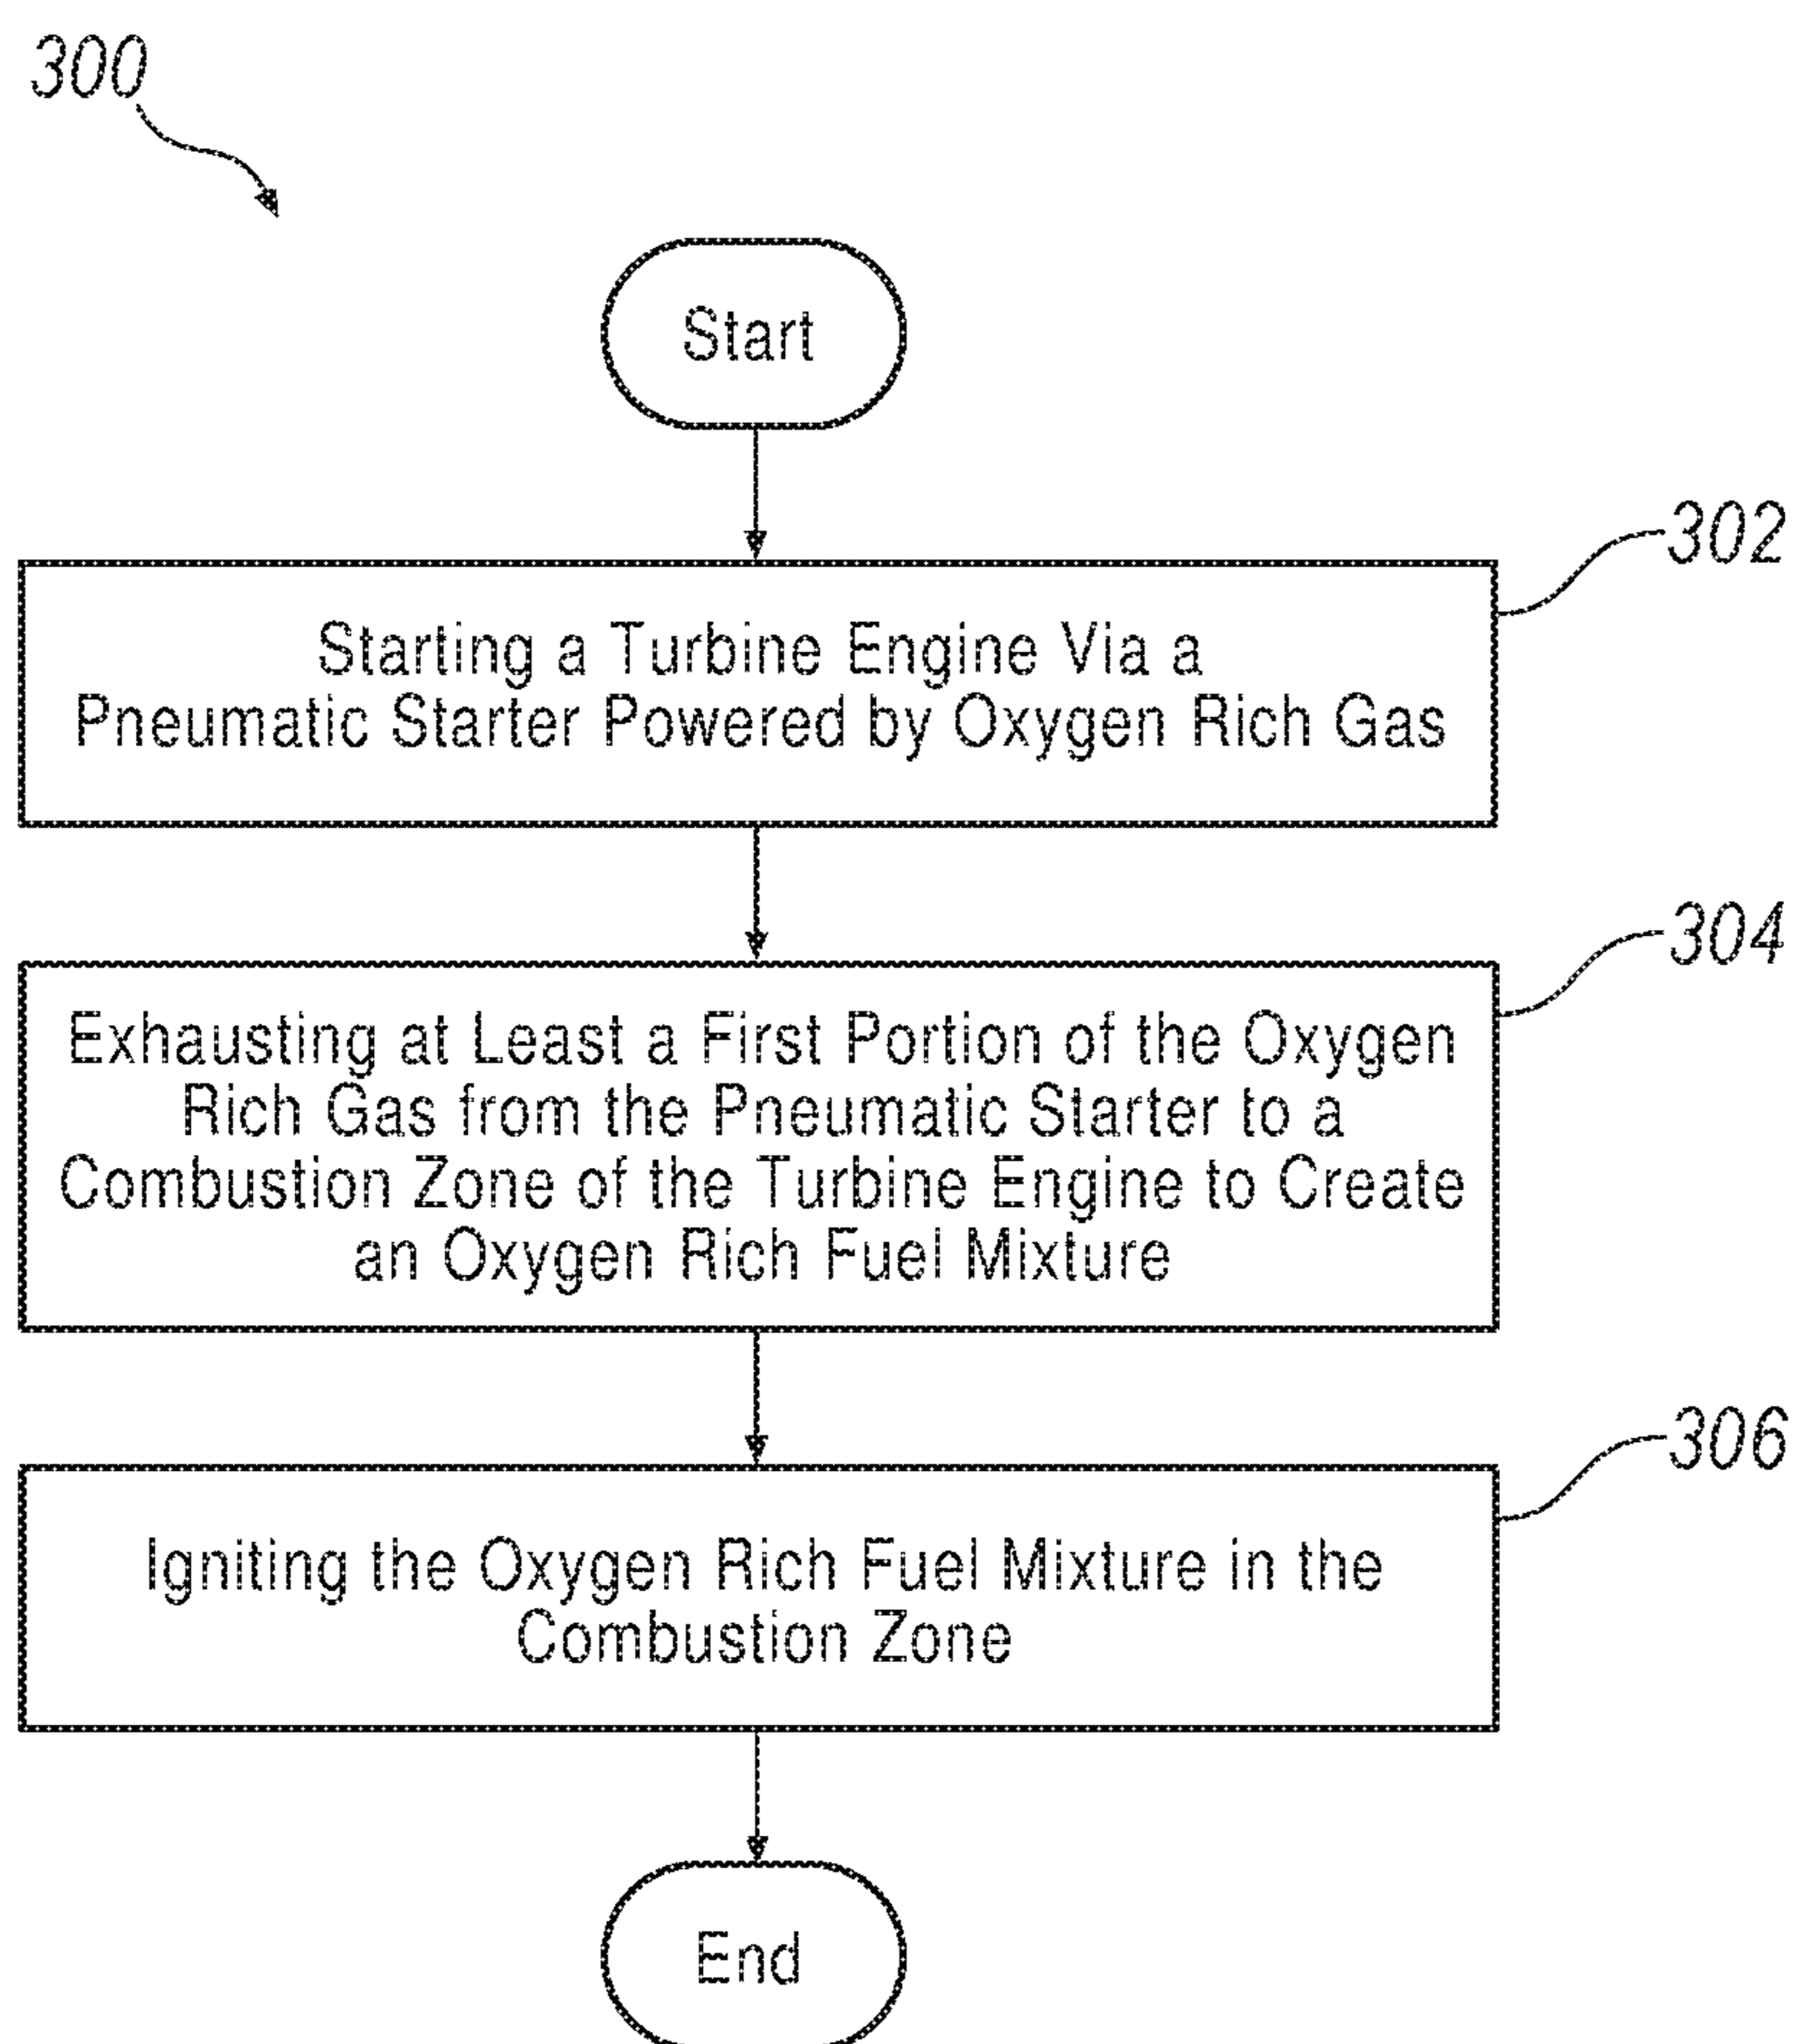 300
Start
302
Starting a Turbine Engine Via a
Pneumatic Starter Powered by Oxygen Rich Gas
304
Exhausting at Least a First Portion of the Oxygen
Rich Gas from the Pneumatic Starter to a
Combustion Zone of the Turbine Engine to Create
an Oxygen Rich Fuel Mixture
306
Igniting the Oxygen Rich Fuel Mixture in the
Combustion Zone
End